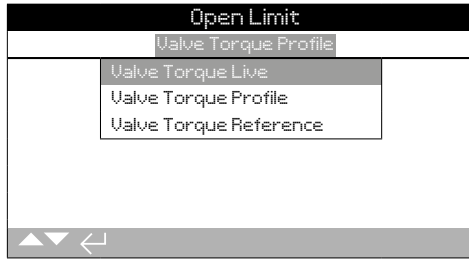 Open Limit
Valve Torque Profile
Valve Torque Live
Valve Torque Profile
Valve Torque Reference